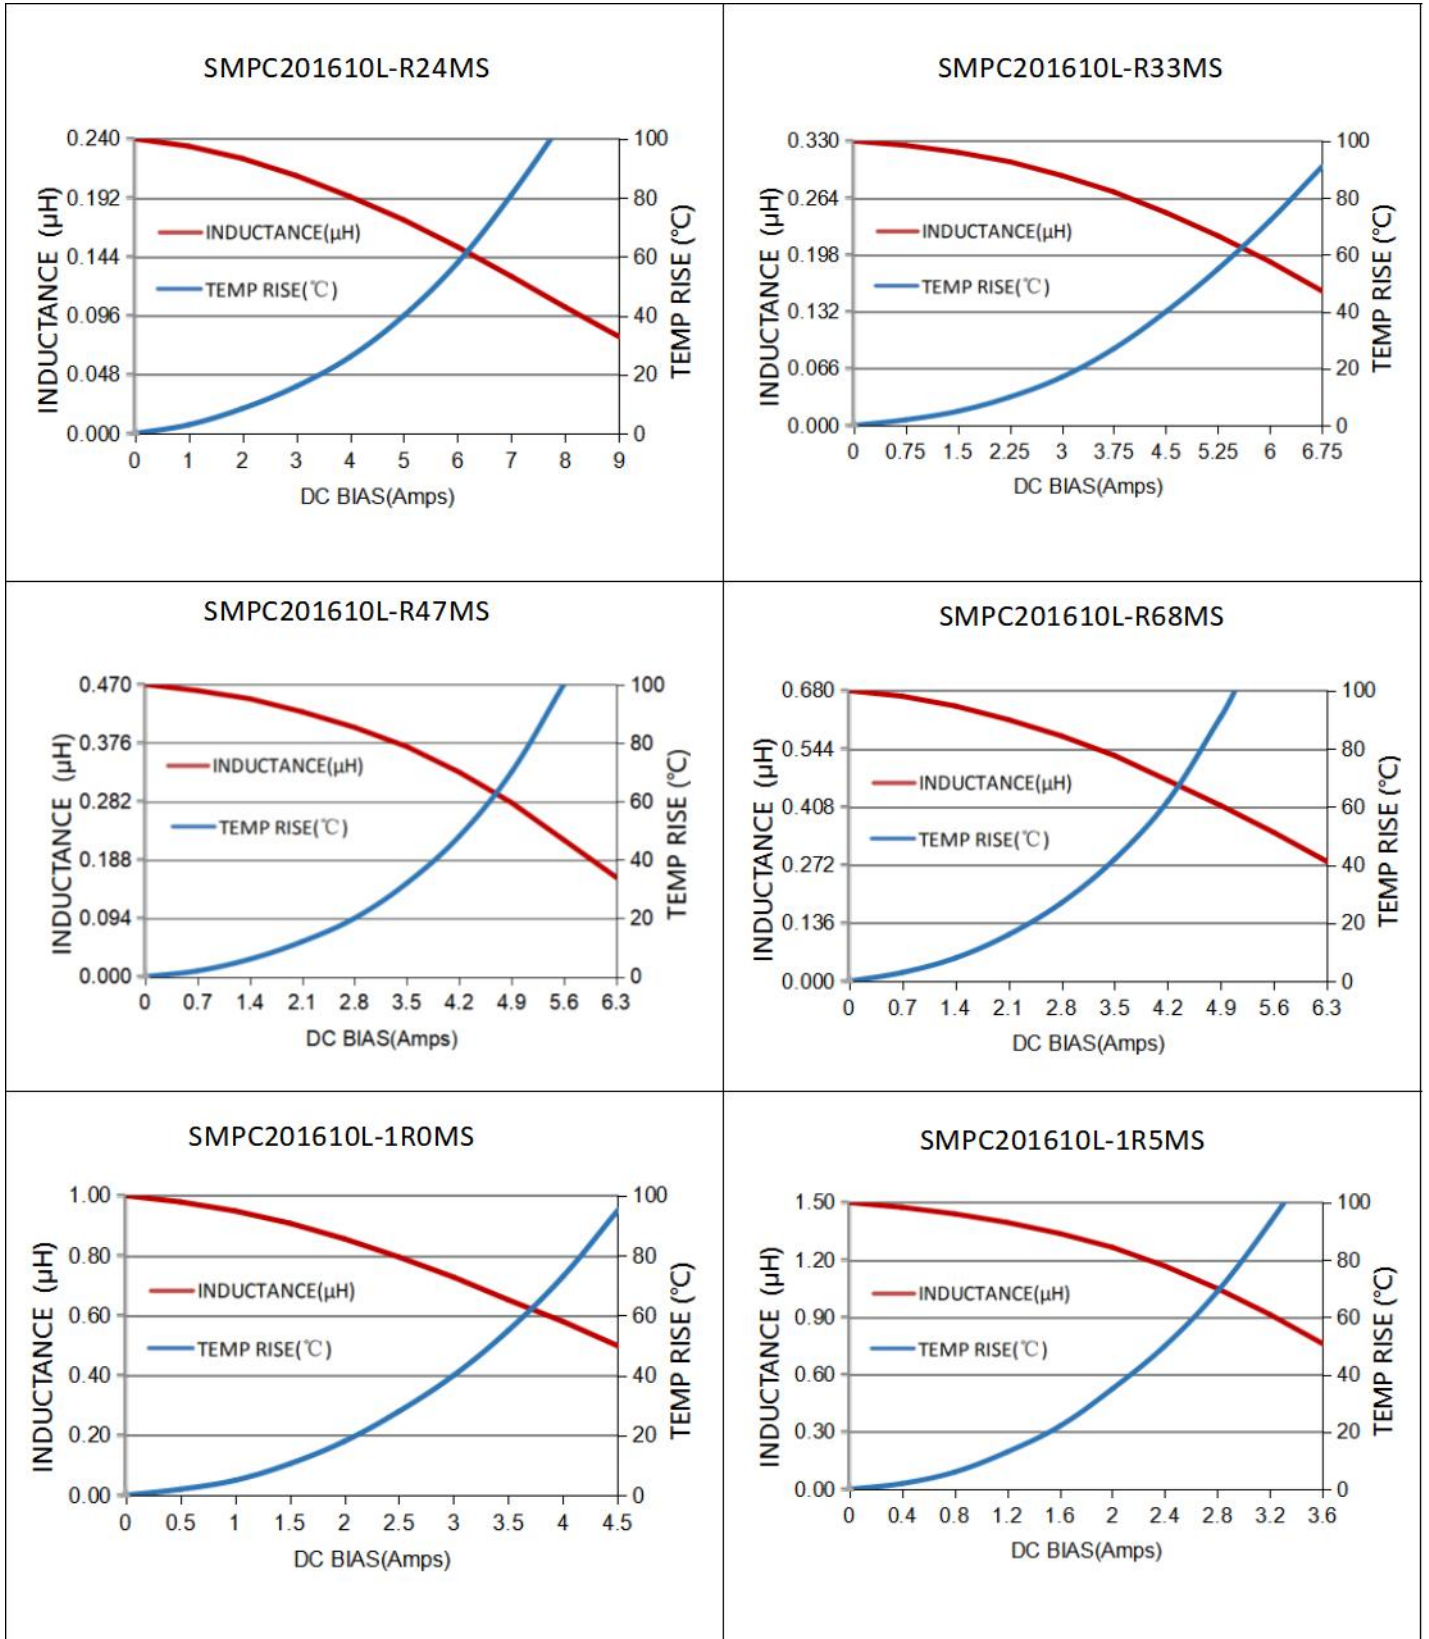 SMPC201610L-R24MS
INDUCTANCE (μH)
0.240
0.192
0.144
0.096
0.048
0.000
INDUCTANCE(μH)
TEMP RISE(℃)
100
80
60
40
20
0
TEMP RISE (℃)
0 1 2 3 4 5 6 7 8 9
DC BIAS(Amps)
SMPC201610L-R33MS
INDUCTANCE (μH)
0.330
0.264
0.198
0.132
0.066
0.000
INDUCTANCE(μH)
TEMP RISE(℃)
100
80
60
40
20
0
TEMP RISE (℃)
0 0.75 1.5 2.25 3 3.75 4.5 5.25 6 6.75
DC BIAS(Amps)
SMPC201610L-R47MS
INDUCTANCE (μH)
0.470
0.376
0.282
0.188
0.094
0.000
INDUCTANCE(μH)
TEMP RISE(℃)
100
80
60
40
20
0
TEMP RISE (℃)
0 0.7 1.4 2.1 2.8 3.5 4.2 4.9 5.6 6.3
DC BIAS(Amps)
SMPC201610L-R68MS
INDUCTANCE (μH)
0.680
0.544
0.408
0.272
0.136
0.000
INDUCTANCE(μH)
TEMP RISE(℃)
100
80
60
40
20
0
TEMP RISE (℃)
0 0.7 1.4 2.1 2.8 3.5 4.2 4.9 5.6 6.3
DC BIAS(Amps)
SMPC201610L-1R0MS
INDUCTANCE (μH)
1.00
0.80
0.60
0.40
0.20
0.00
INDUCTANCE(μH)
TEMP RISE(℃)
100
80
60
40
20
0
TEMP RISE (℃)
0 0.5 1 1.5 2 2.5 3 3.5 4 4.5
DC BIAS(Amps)
SMPC201610L-1R5MS
INDUCTANCE (μH)
1.50
1.20
0.90
0.60
0.30
0.00
INDUCTANCE(μH)
TEMP RISE(℃)
100
80
60
40
20
0
TEMP RISE (℃)
0 0.4 0.8 1.2 1.6 2 2.4 2.8 3.2 3.6
DC BIAS(Amps)